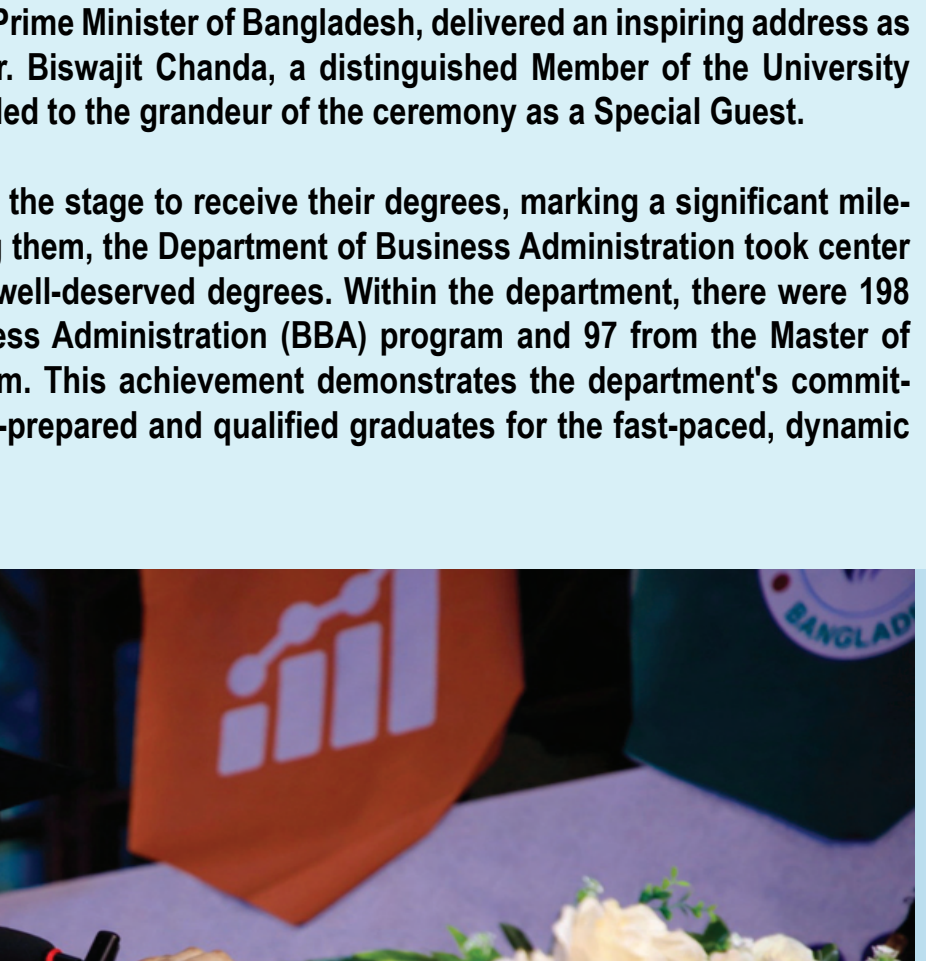 Prime Minister of Bangladesh, delivered an inspiring address as
r. Biswajit Chanda, a distinguished Member of the University
led to the grandeur of the ceremony as a Special Guest.
the stage to receive their degrees, marking a significant mile-
g them, the Department of Business Administration took center
well-deserved degrees. Within the department, there were 198
ess Administration (BBA) program and 97 from the Master of
m. This achievement demonstrates the department's commit-
-prepared and qualified graduates for the fast-paced, dynamic
BANGLAD